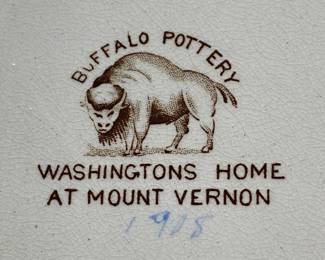 BUFFALO POTTERY
WASHINGTONS HOME
AT MOUNT VERNON
1908